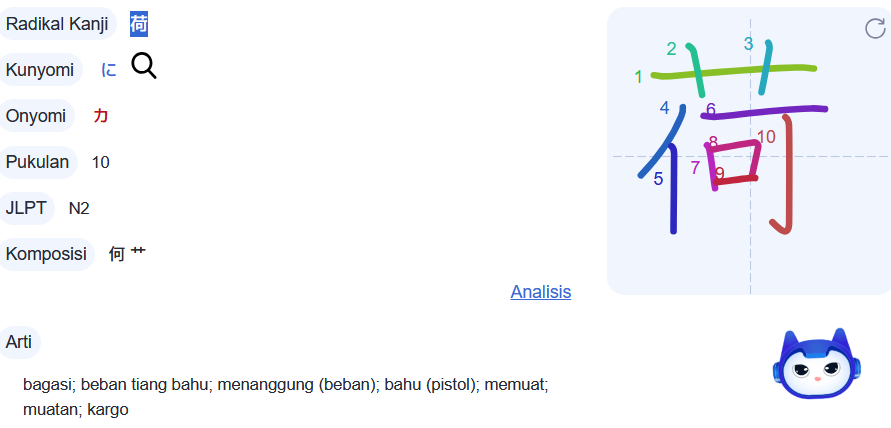 Radikal Kanji 荷
Kunyomi に
Onyomi カ
Pukulan 10
JLPT N2
Komposisi 何 艹
Analisis
Arti
bagasi; beban tiang bahu; menanggung (beban); bahu (pistol); memuat;
muatan; kargo
荷
1
2
3
4
5
6
7
8
9
10